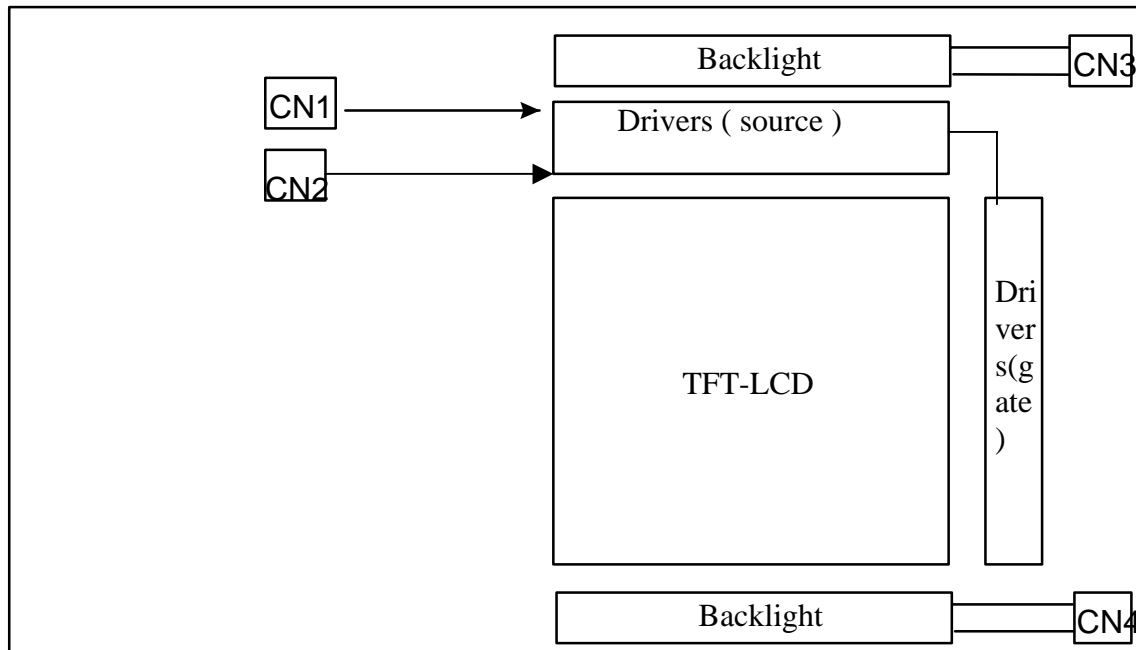 Backlight
CN3
CN1
Drivers ( source )
CN2
Dri
ver
s(g
ate
)
TFT-LCD
Backlight
CN4